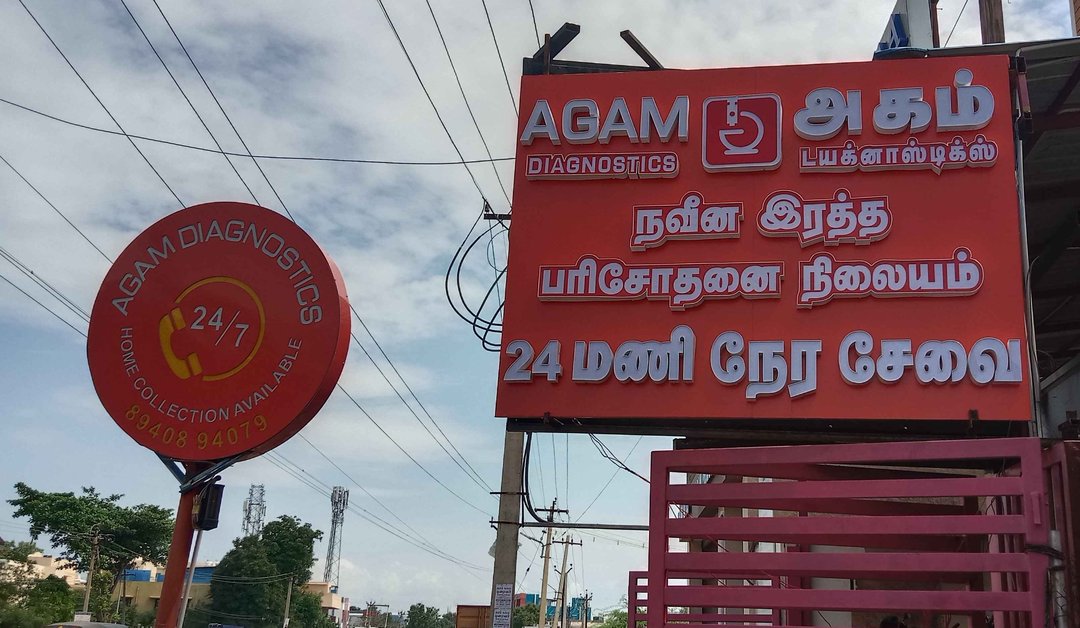 AGAM DIAGNOSTICS
24/7
HOME COLLECTION AVAILABLE
89408 94079
AGAM அகம்
DIAGNOSTICS டயக்னாஸ்டிக்ஸ்
நவீன இரத்த
பரிசோதனை நிலையம்
24 மணி நேர சேவை